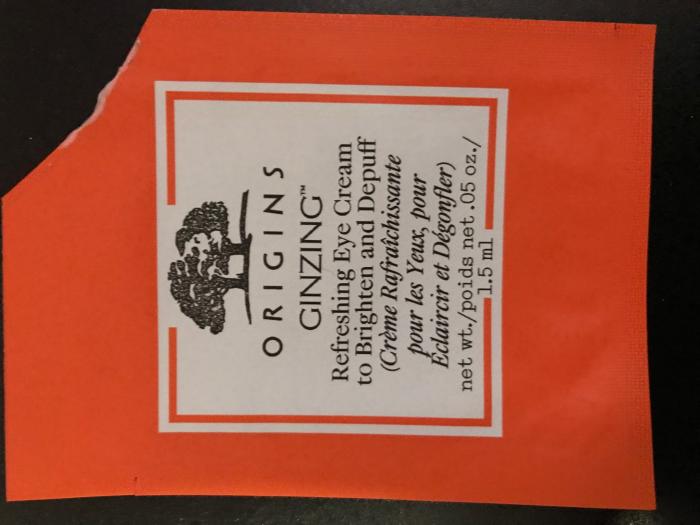 ORIGINS
GINZING™
Refreshing Eye Cream
to Brighten and Depuff
(Crème Rafraîchissante
pour les Yeux, pour
Éclaircir et Dégonfler)
net wt./poids net .05 oz./
1.5 ml